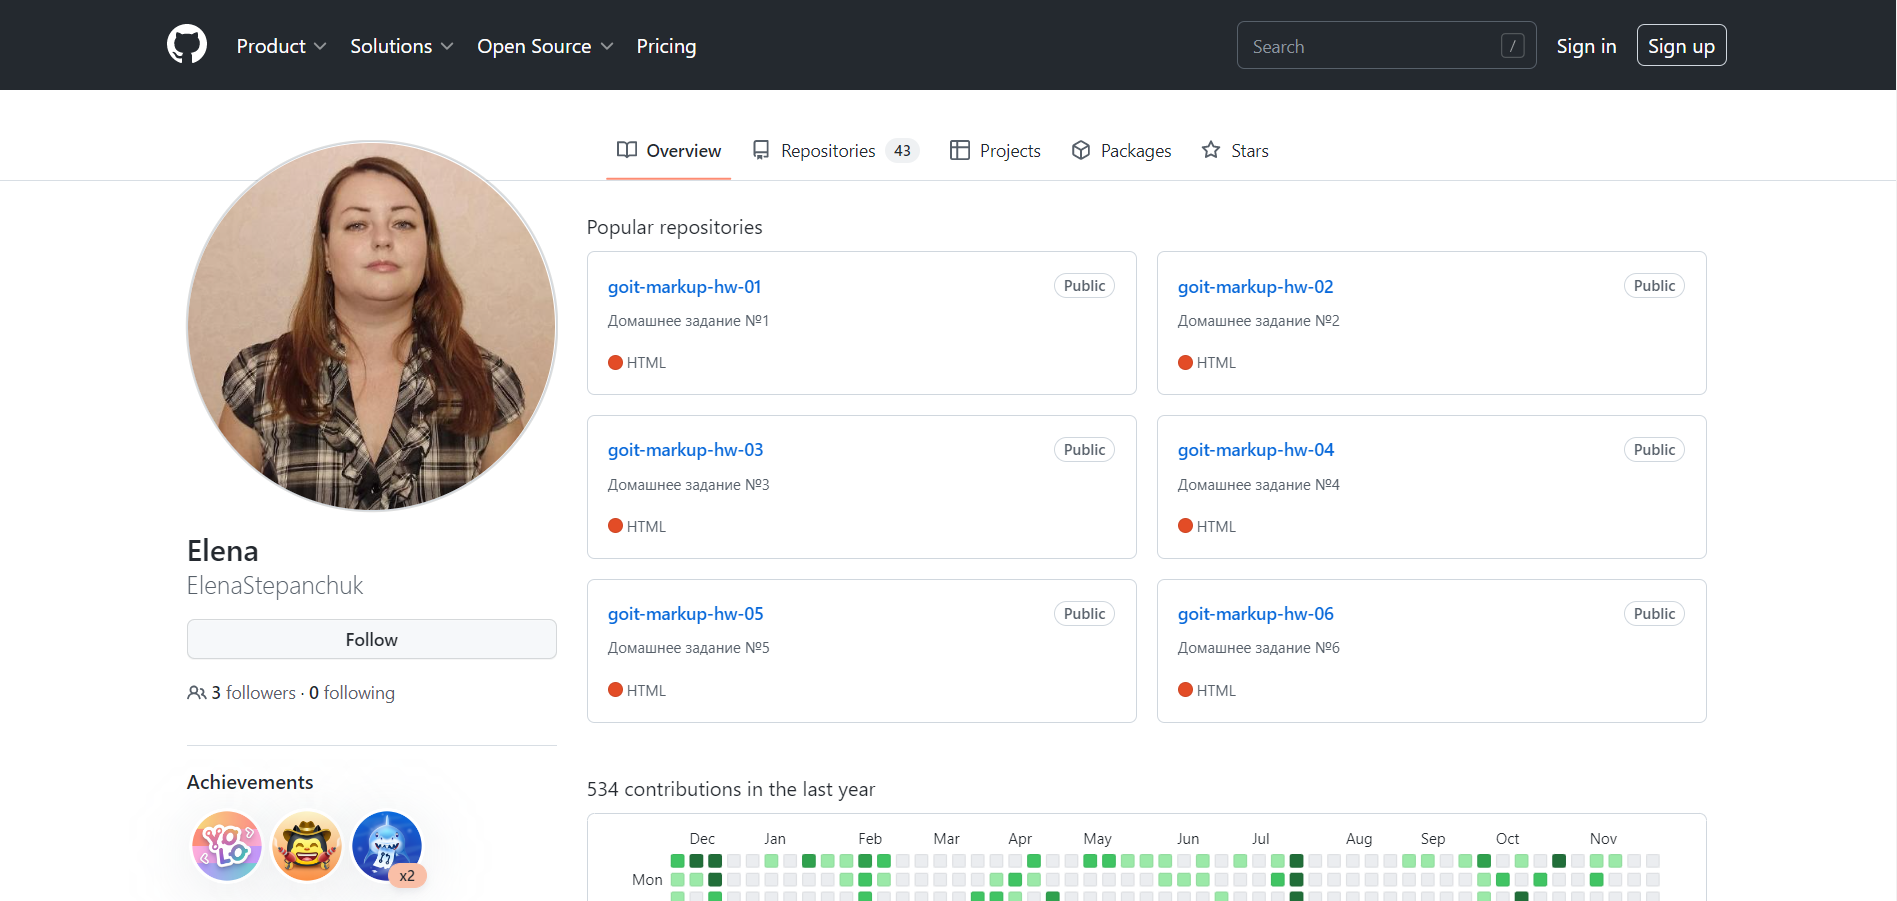 Product Solutions Open Source Pricing Search / Sign in Sign up
Overview Repositories 43 Projects Packages Stars
Elena
ElenaStepanchuk
Follow
3 followers · 0 following
Achievements
YOLO
x2
Popular repositories
goit-markup-hw-01 Public
Домашнее задание №1
HTML
goit-markup-hw-02 Public
Домашнее задание №2
HTML
goit-markup-hw-03 Public
Домашнее задание №3
HTML
goit-markup-hw-04 Public
Домашнее задание №4
HTML
goit-markup-hw-05 Public
Домашнее задание №5
HTML
goit-markup-hw-06 Public
Домашнее задание №6
HTML
534 contributions in the last year
Dec Jan Feb Mar Apr May Jun Jul Aug Sep Oct Nov
Mon